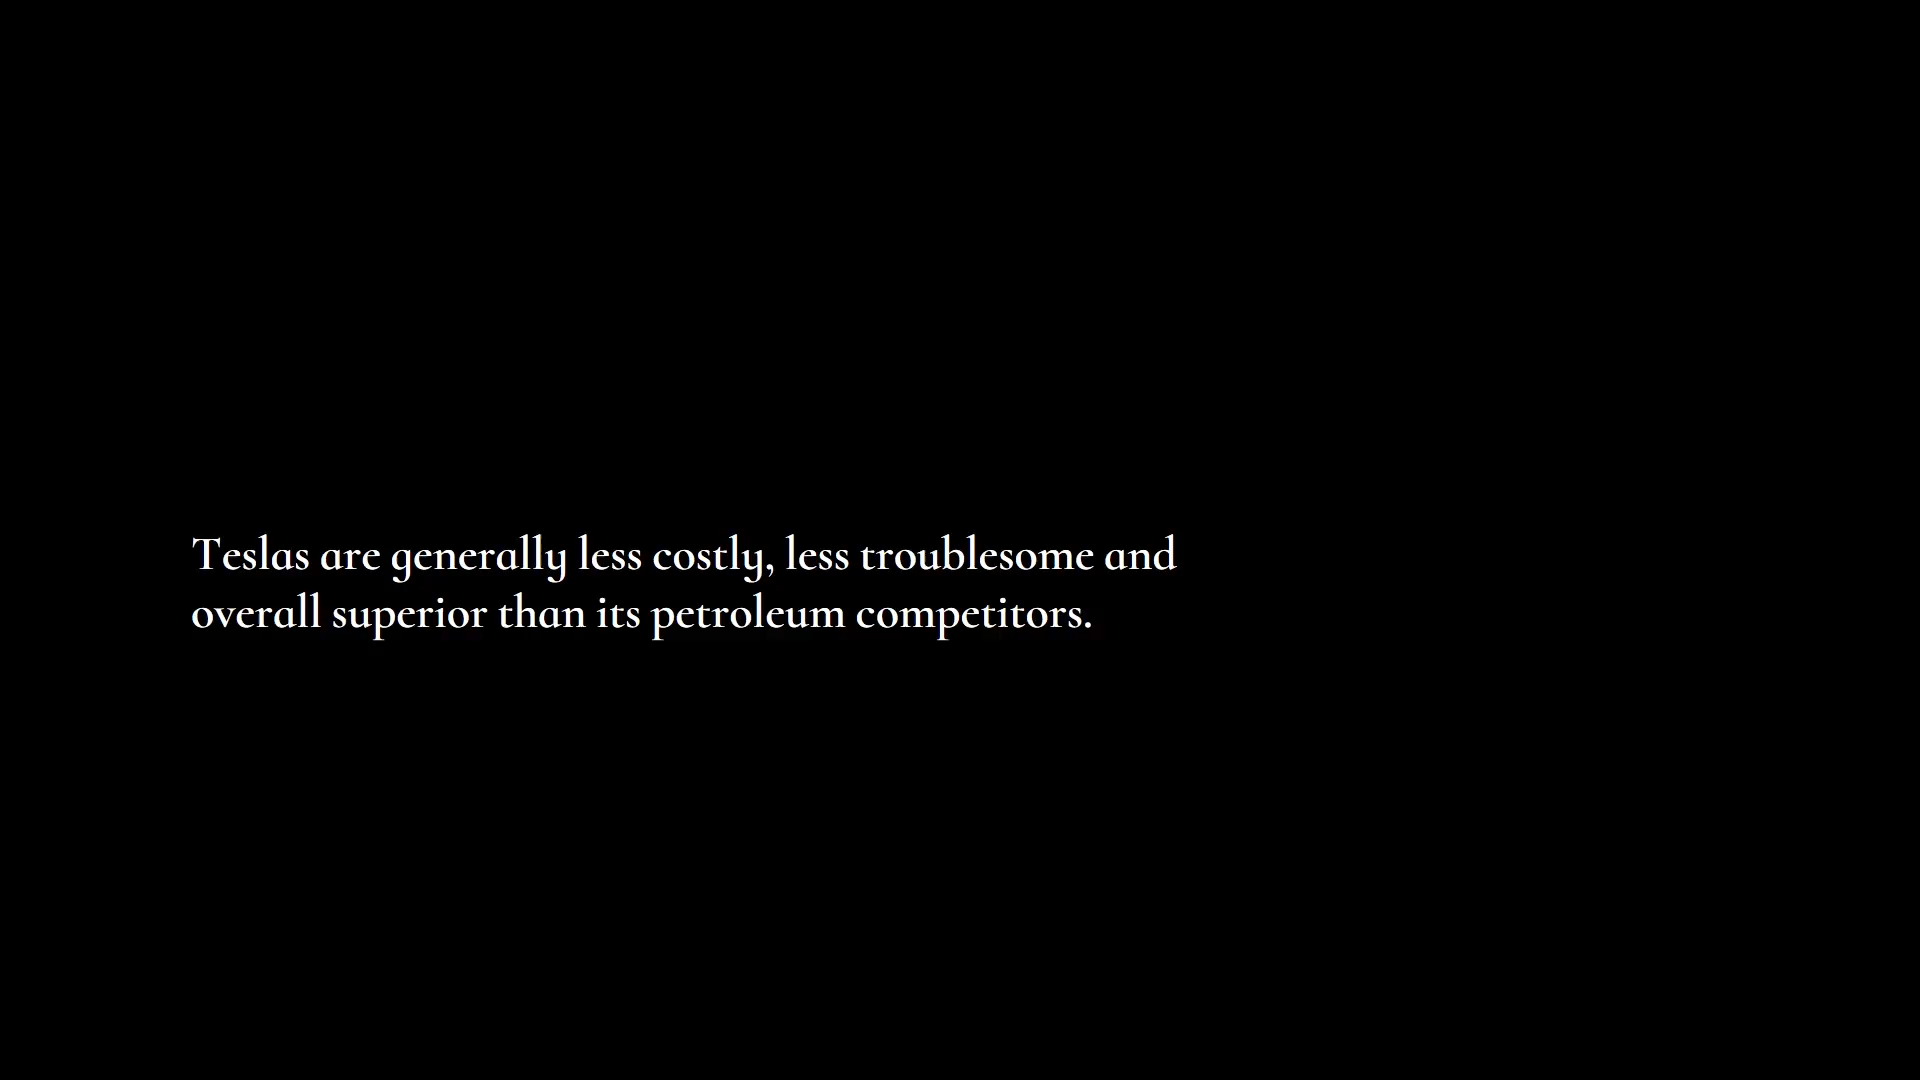 Teslas are generally less costly, less troublesome and
overall superior than its petroleum competitors.